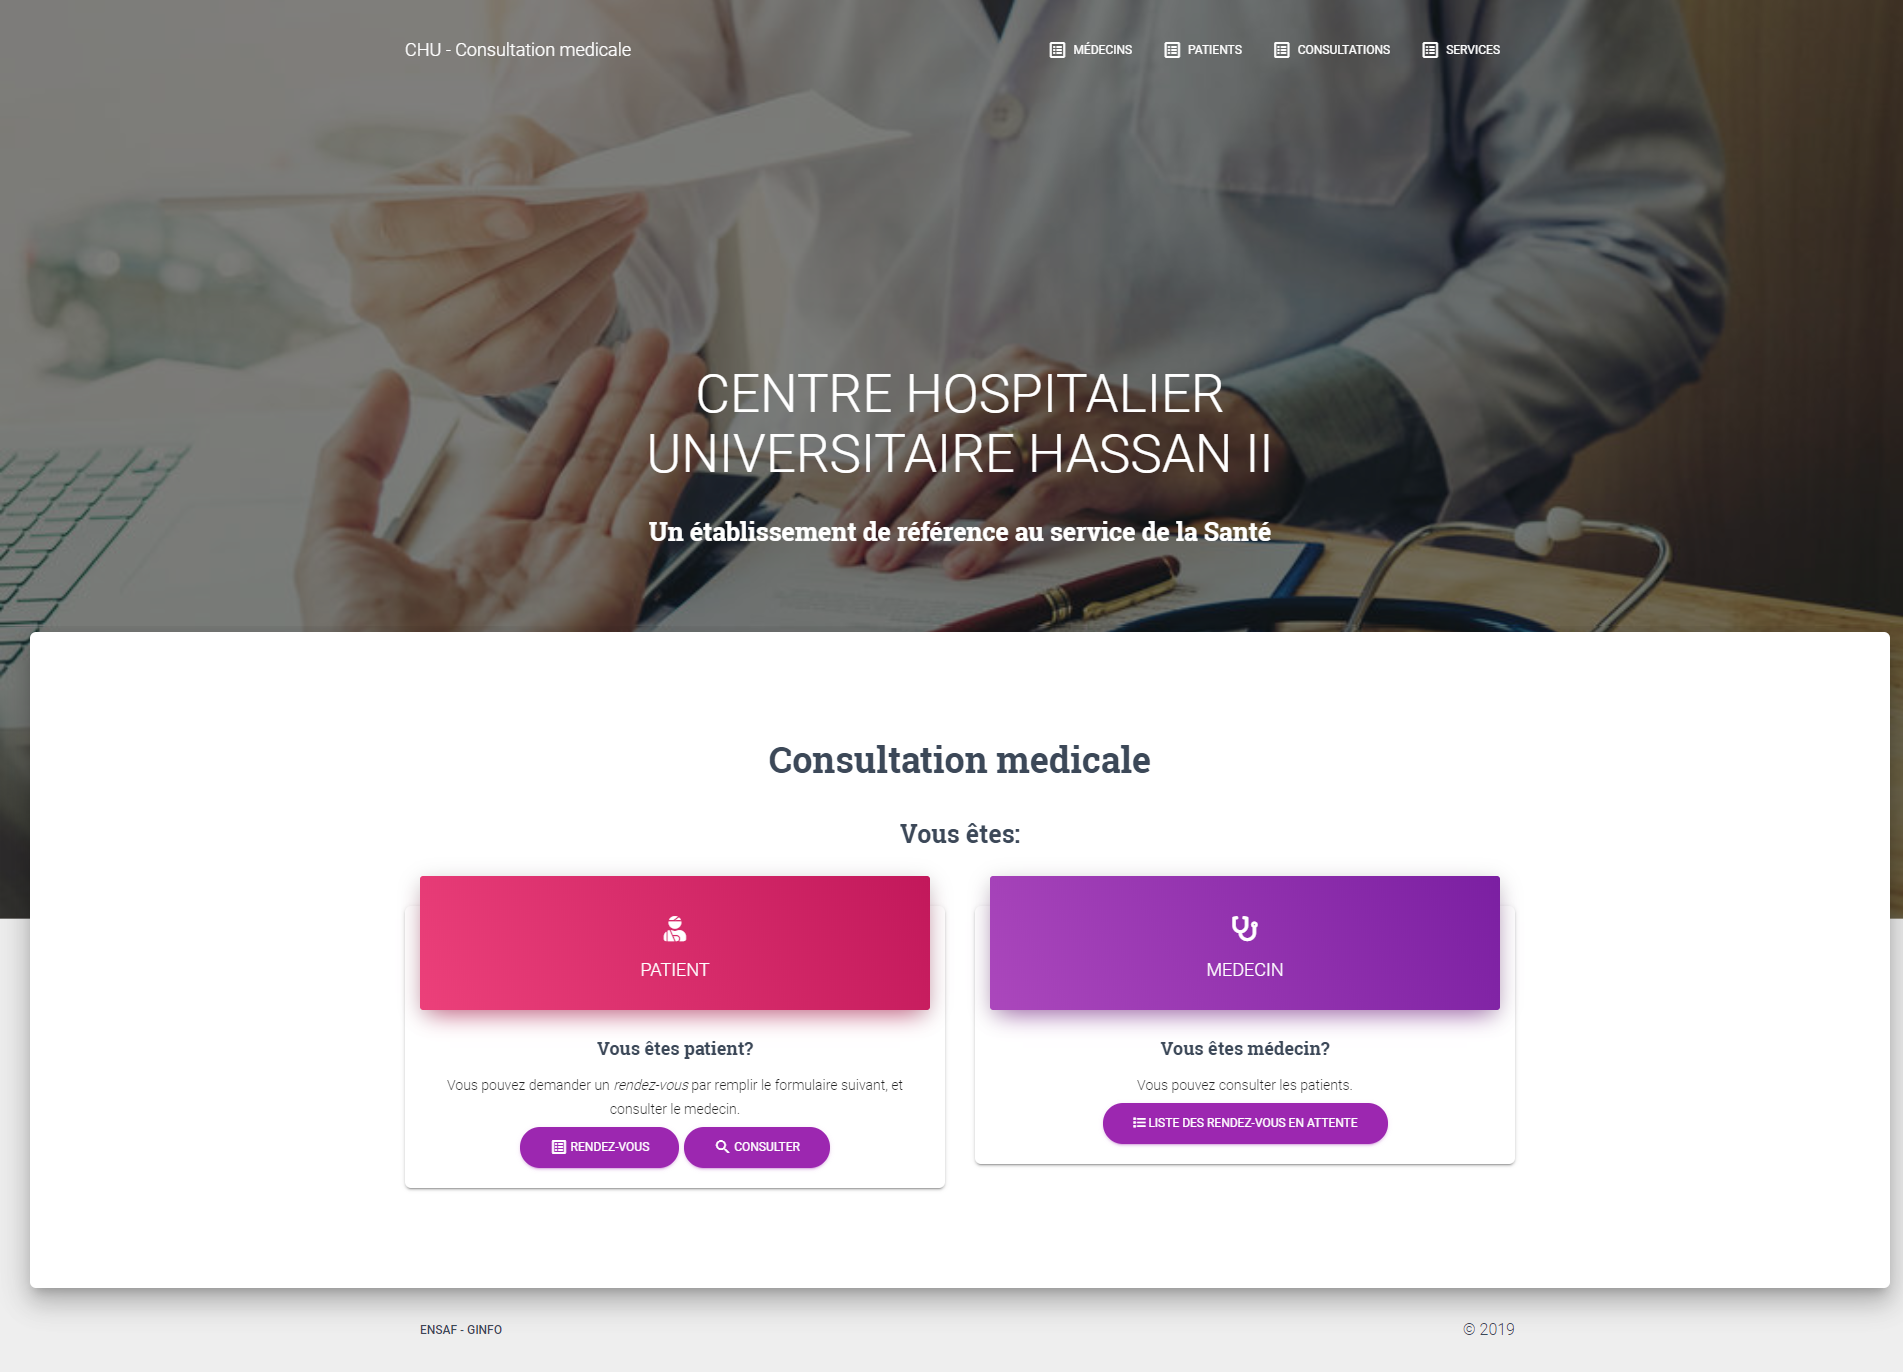 CHU - Consultation medicale
MÉDECINS
PATIENTS
CONSULTATIONS
SERVICES
CENTRE HOSPITALIER
UNIVERSITAIRE HASSAN II
Un établissement de référence au service de la Santé
Consultation medicale
Vous êtes:
PATIENT
Vous êtes patient?
Vous pouvez demander un rendez-vous par remplir le formulaire suivant, et
consulter le medecin.
RENDEZ-VOUS
CONSULTER
MEDECIN
Vous êtes médecin?
Vous pouvez consulter les patients.
LISTE DES RENDEZ-VOUS EN ATTENTE
ENSAF - GINFO
© 2019